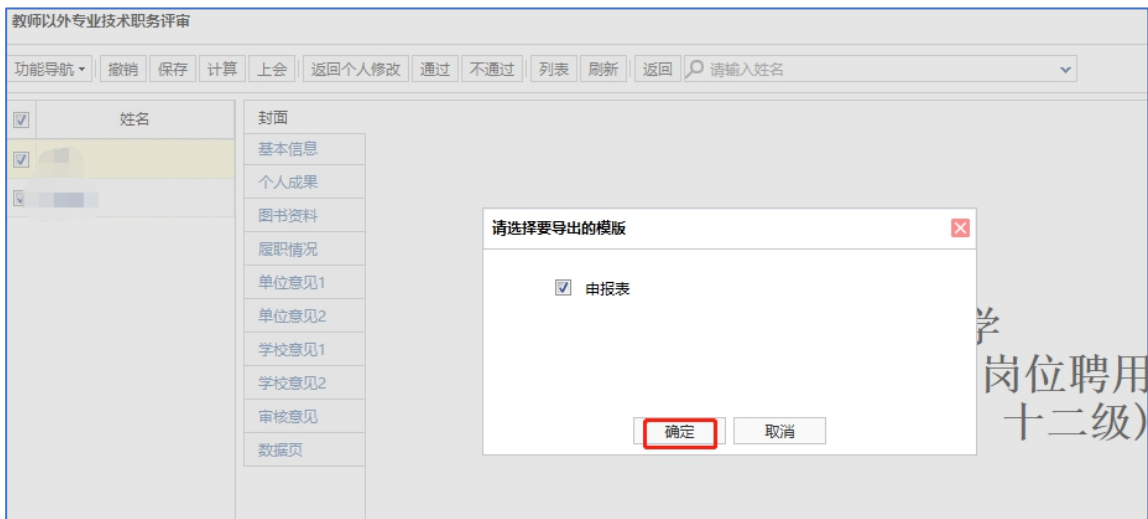 教师以外专业技术职务评审
功能导航 撤销 保存 计算 上会 返回个人修改 通过 不通过 列表 刷新 返回 请输入姓名
姓名
封面
基本信息
个人成果
图书资料
履职情况
单位意见1
单位意见2
学校意见1
学校意见2
审核意见
数据页
请选择要导出的模版
申报表
确定 取消
学
岗位聘用
十二级）